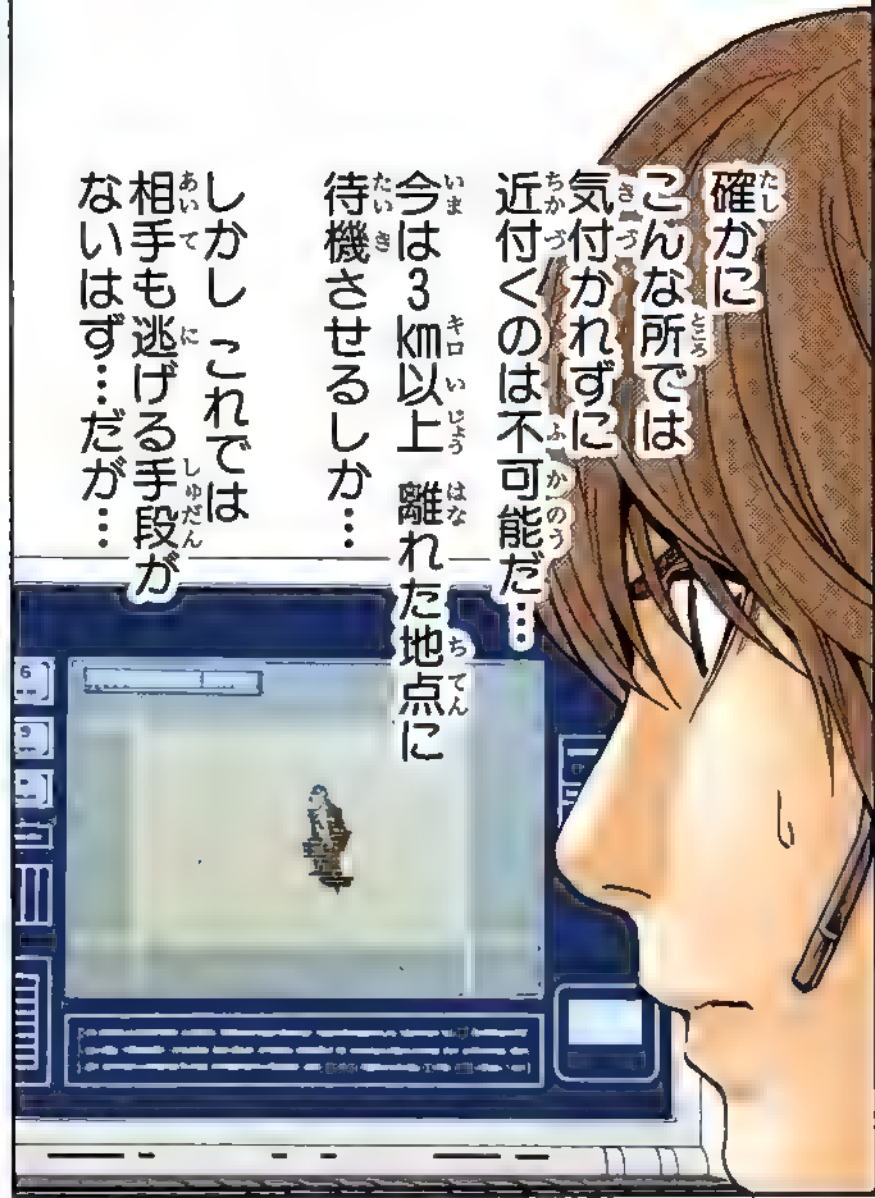 確かに
こんな所では
気付かれずに
近付くのは不可能だ…
今は3km以上 離れた地点に
待機させるしか…
しかし これでは
相手も逃げる手段が
ないはず…だが…
6
9